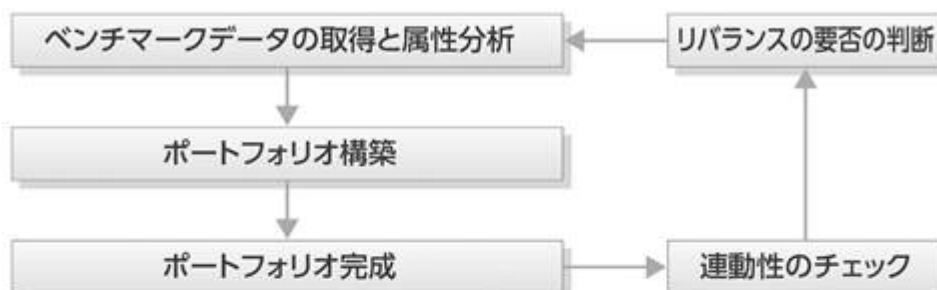 ベンチマークデータの取得と属性分析
リバランスの要否の判断
ポートフォリオ構築
ポートフォリオ完成
連動性のチェック